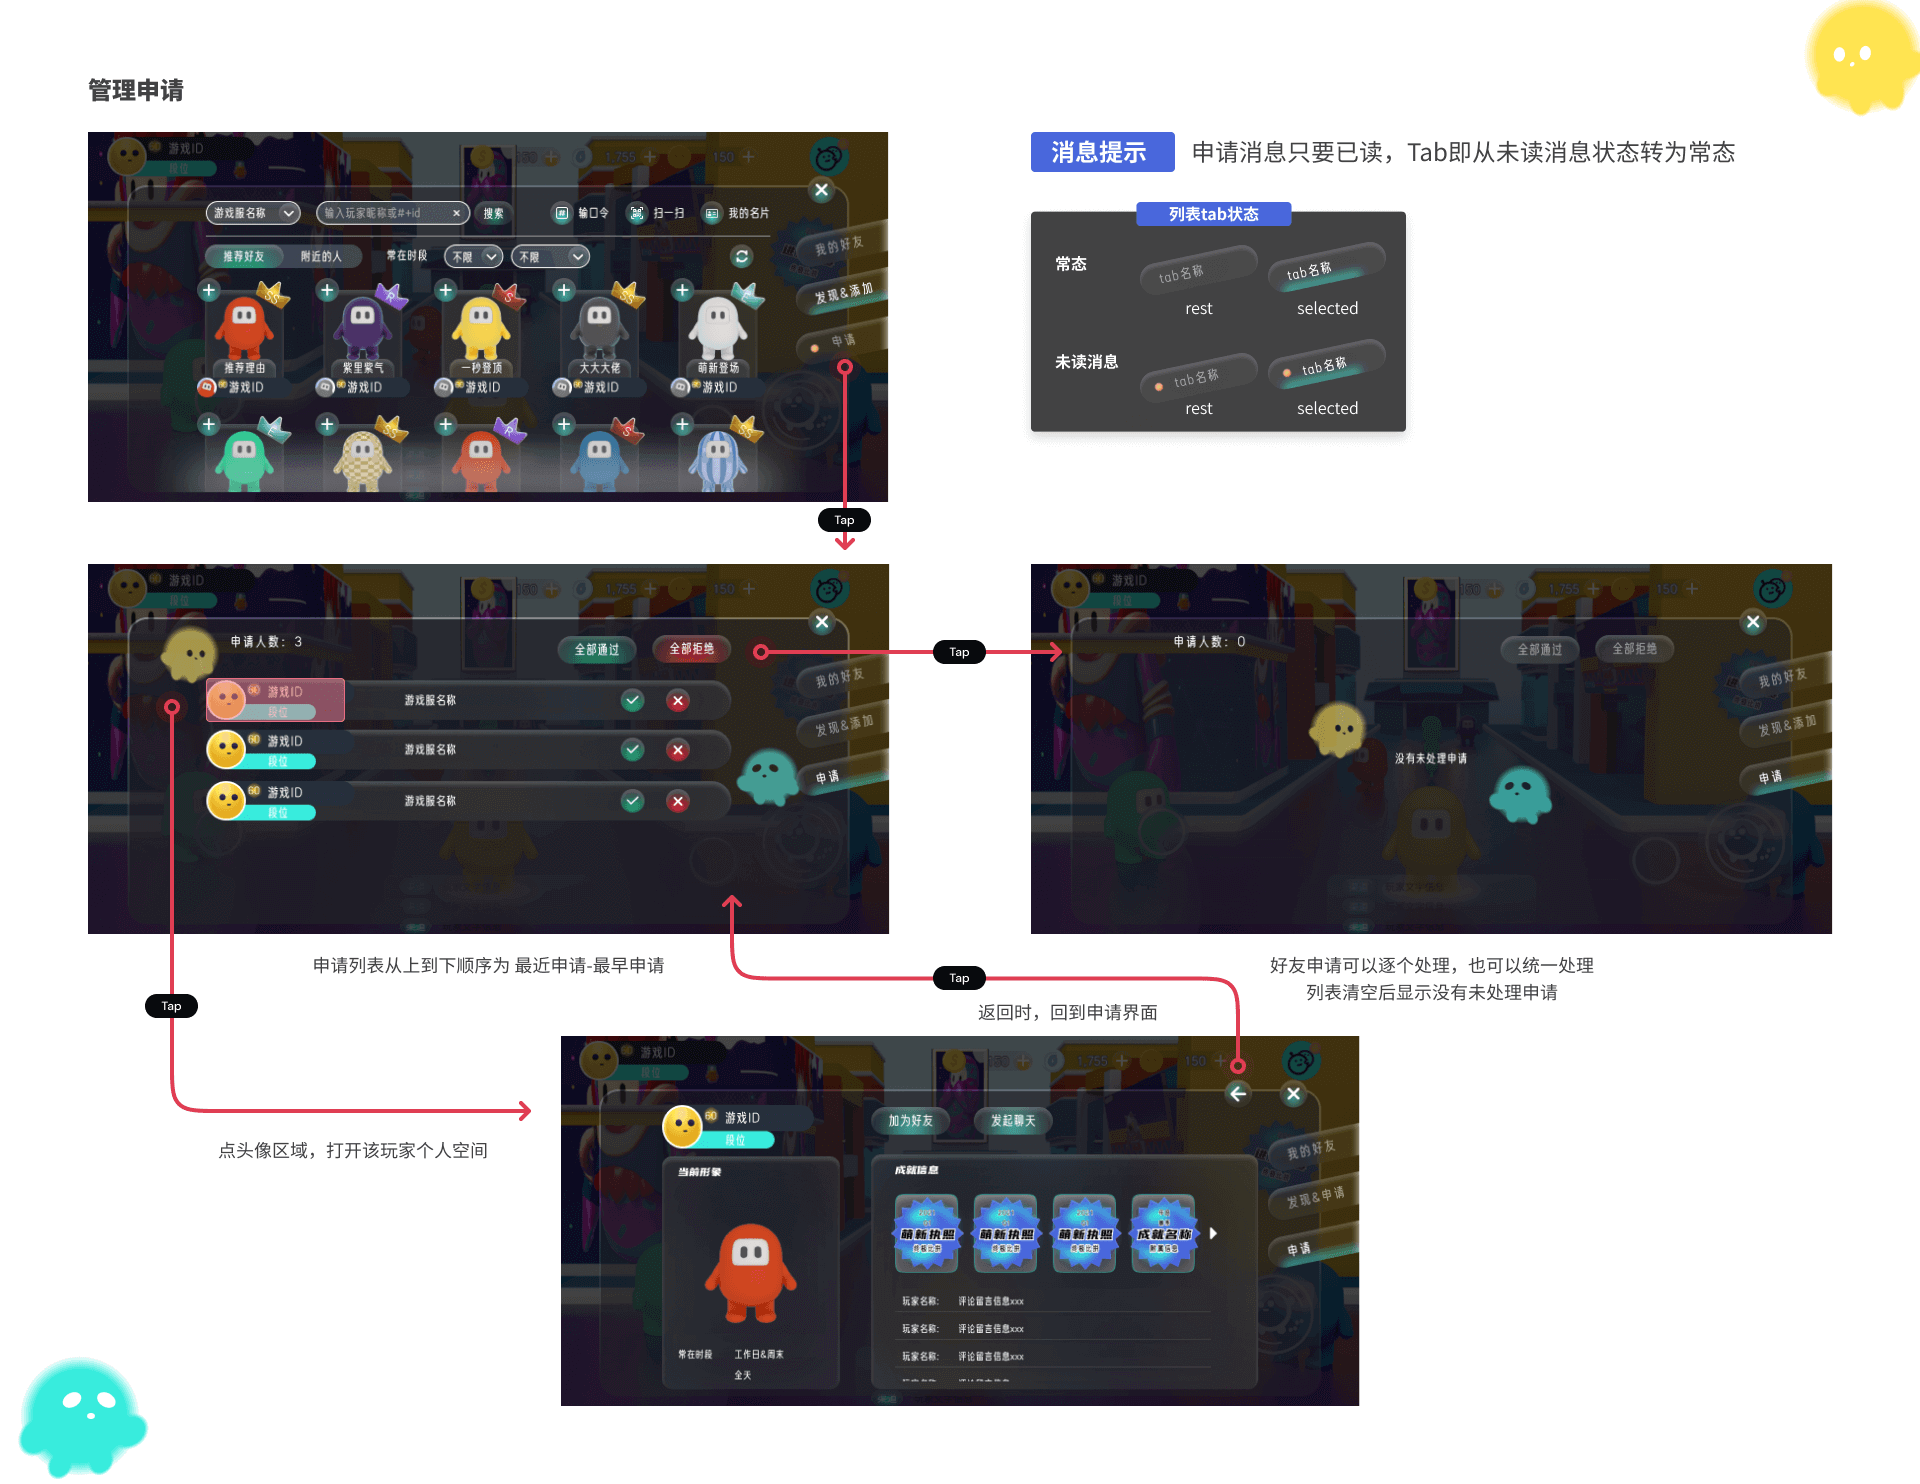 管理申请
消息提示
申请消息只要已读，Tab即从未读消息状态转为常态
列表tab状态
常态
tab名称
tab名称
rest
selected
未读消息
tab名称
tab名称
rest
selected
游戏ID
段位
1,755
150
游戏服名称
输入玩家昵称或#+id
搜索
输口令
扫一扫
我的名片
推荐好友
附近的人
常在时段
不限
不限
我的好友
发现&添加
申请
SS
R
S
SS
E
推荐理由
紫里紫气
一秒登顶
大大大佬
萌新登场
游戏ID
游戏ID
游戏ID
游戏ID
游戏ID
E
SS
R
S
SS
Tap
游戏ID
段位
1,755
150
申请人数：3
全部通过
全部拒绝
60
游戏ID
段位
游戏服名称
60
游戏ID
段位
游戏服名称
60
游戏ID
段位
游戏服名称
我的好友
发现&添加
申请
Tap
游戏ID
段位
1,755
150
申请人数：0
全部通过
全部拒绝
没有未处理申请
我的好友
发现&添加
申请
申请列表从上到下顺序为 最近申请-最早申请
好友申请可以逐个处理，也可以统一处理
列表清空后显示没有未处理申请
Tap
Tap
返回时，回到申请界面
点头像区域，打开该玩家个人空间
游戏ID
段位
1,755
150
60
游戏ID
段位
加为好友
发起聊天
当前形象
成就信息
萌新执照
萌新执照
萌新执照
成就名称
附属信息
玩家名称:
评论留言信息xxx
玩家名称:
评论留言信息xxx
玩家名称:
评论留言信息xxx
常在时段
工作日&周末
全天
我的好友
发现&申请
申请